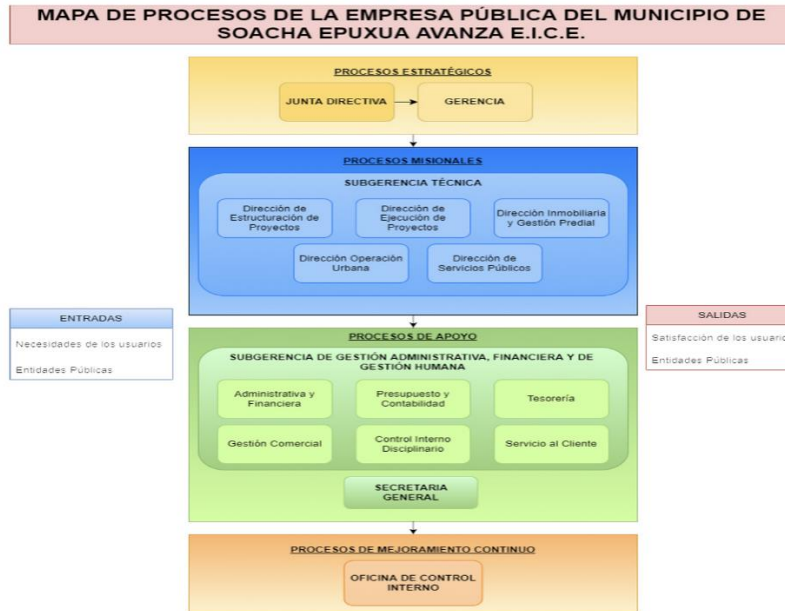 MAPA DE PROCESOS DE LA EMPRESA PÚBLICA DEL MUNICIPIO DE
SOACHA EPUXUA AVANZA E.I.C.E.
PROCESOS ESTRATÉGICOS
JUNTA DIRECTIVA
GERENCIA
PROCESOS MISIONALES
SUBGERENCIA TÉCNICA
Dirección de
Estructuración de
Proyectos
Dirección de
Ejecución de
Proyectos
Dirección Inmobiliaria
y Gestión Predial
Dirección Operación
Urbana
Dirección de
Servicios Públicos
ENTRADAS
Necesidades de los usuarios
Entidades Públicas
SALIDAS
Satisfacción de los usuario
Entidades Públicas
PROCESOS DE APOYO
SUBGERENCIA DE GESTIÓN ADMINISTRATIVA, FINANCIERA Y DE
GESTIÓN HUMANA
Administrativa y
Financiera
Presupuesto y
Contabilidad
Tesorería
Gestión Comercial
Control Interno
Disciplinario
Servicio al Cliente
SECRETARIA
GENERAL
PROCESOS DE MEJORAMIENTO CONTINUO
OFICINA DE CONTROL
INTERNO